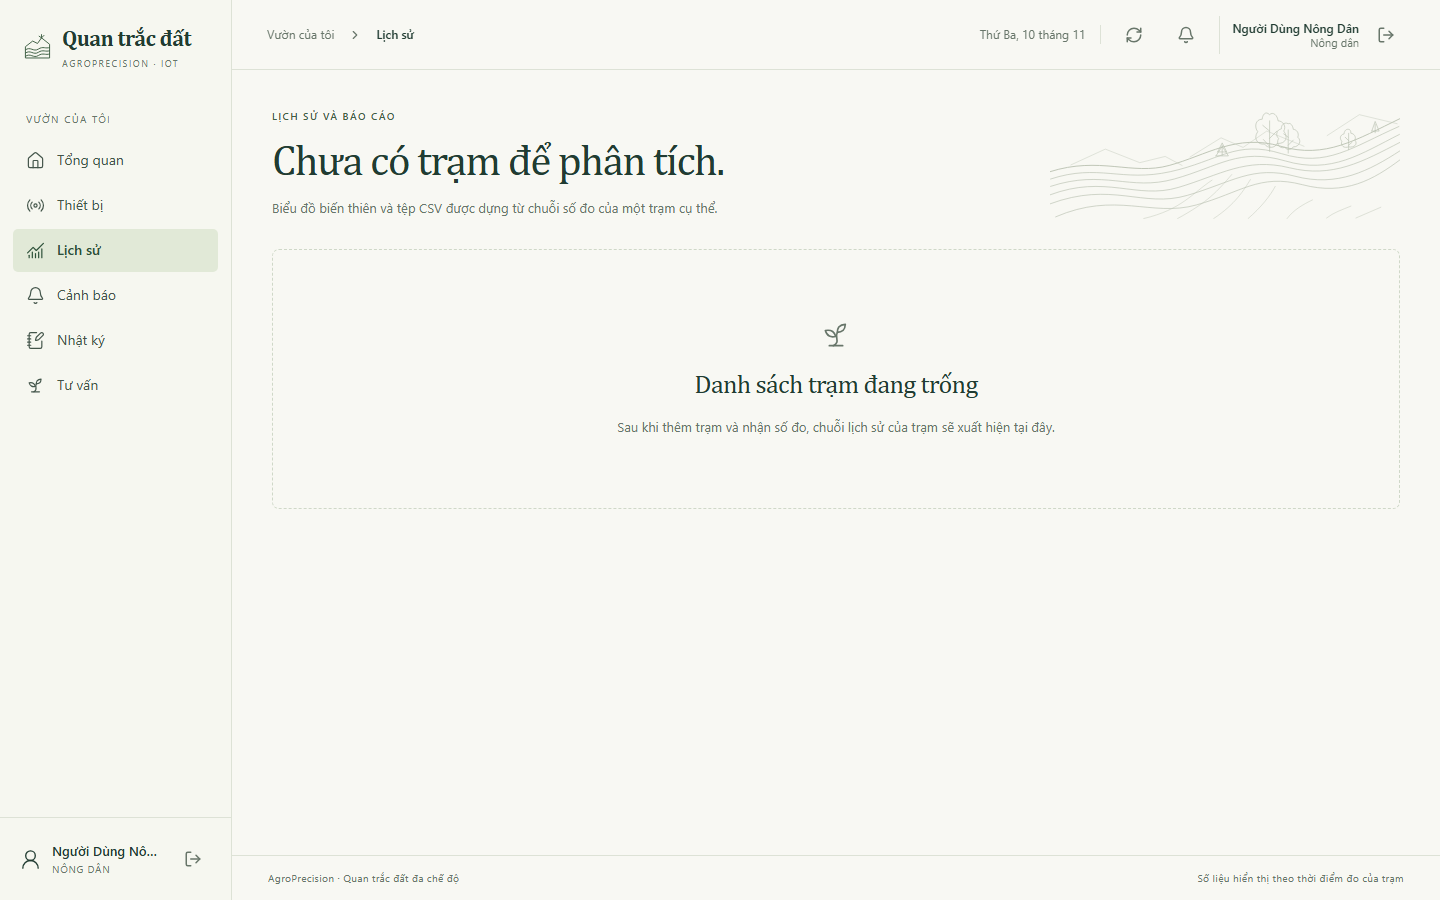 Quan trắc đất
AGROPRECISION · IOT
VƯỜN CỦA TÔI
Tổng quan
Thiết bị
Lịch sử
Cảnh báo
Nhật ký
Tư vấn
Người Dùng Nô...
NÔNG DÂN
Vườn của tôi > Lịch sử
Thứ Ba, 10 tháng 11
Người Dùng Nông Dân
Nông dân
LỊCH SỬ VÀ BÁO CÁO
Chưa có trạm để phân tích.
Biểu đồ biến thiên và tệp CSV được dựng từ chuỗi số đo của một trạm cụ thể.
Danh sách trạm đang trống
Sau khi thêm trạm và nhận số đo, chuỗi lịch sử của trạm sẽ xuất hiện tại đây.
AgroPrecision · Quan trắc đất đa chế độ
Số liệu hiển thị theo thời điểm đo của trạm